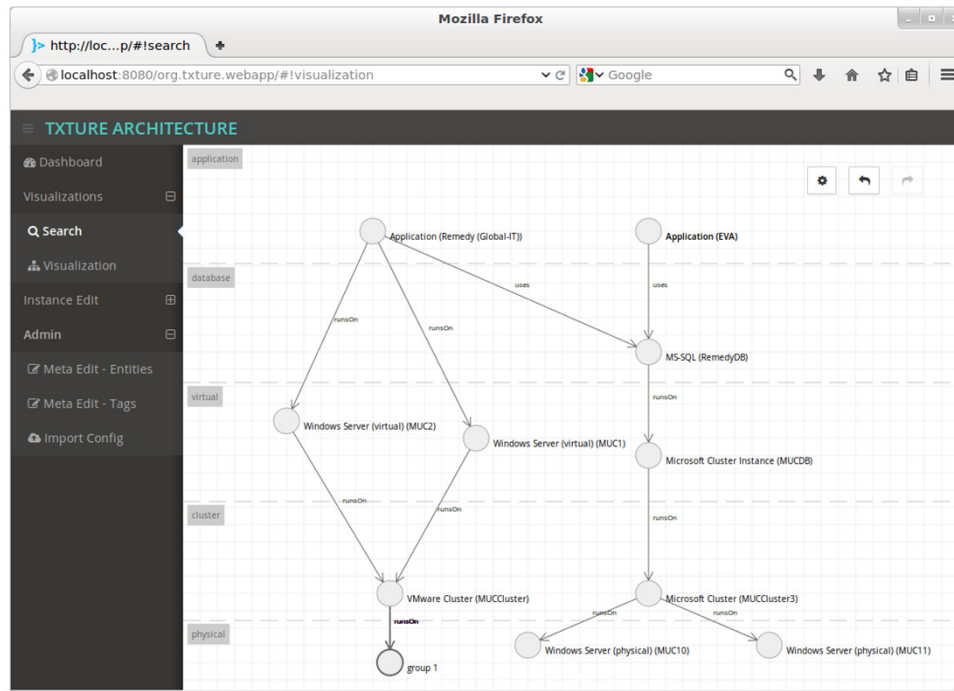 Mozilla Firefox
http://loc...p/#!search
localhost:8080/org.txture.webapp/#!visualization
Google
TXTURE ARCHITECTURE
Dashboard
Visualizations
Search
Visualization
Instance Edit
Admin
Meta Edit - Entities
Meta Edit - Tags
Import Config
application
Application (Remedy (Global-IT))
Application (EVA)
database
uses
uses
runsOn
runsOn
MS-SQL (RemedyDB)
virtual
runsOn
Windows Server (virtual) (MUC2)
Windows Server (virtual) (MUC1)
Microsoft Cluster Instance (MUCDB)
runsOn
runsOn
cluster
runsOn
VMware Cluster (MUCCluster)
Microsoft Cluster (MUCCluster3)
runsOn
runsOn
runsOn
physical
Windows Server (physical) (MUC10)
Windows Server (physical) (MUC11)
group 1